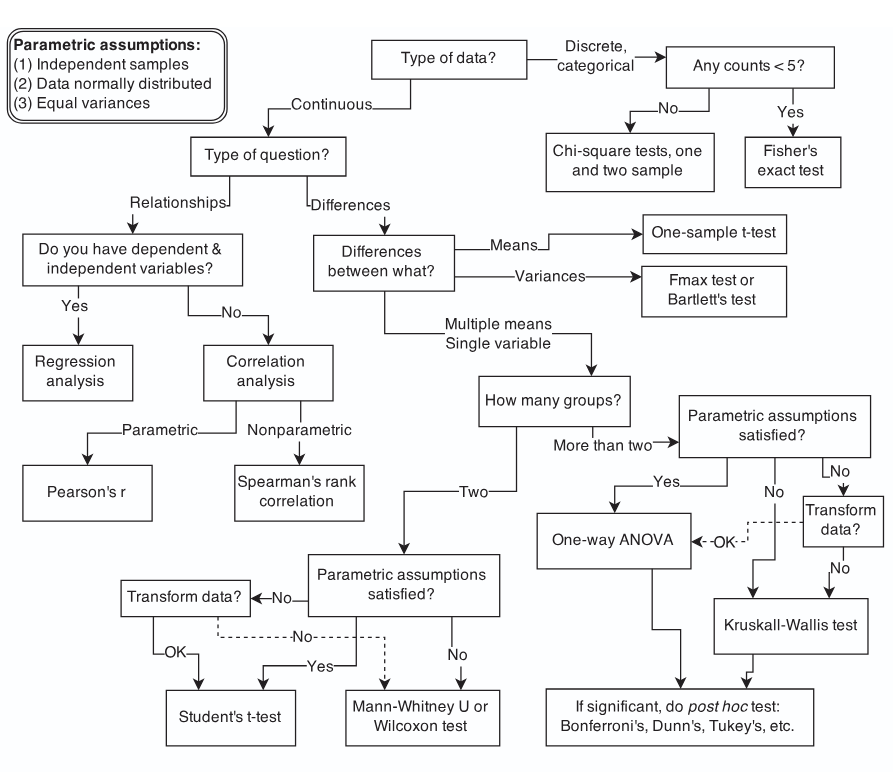 Parametric assumptions:
(1) Independent samples
(2) Data normally distributed
(3) Equal variances
Type of data?
Discrete,
categorical
Any counts < 5?
Continuous
No
Yes
Type of question?
Chi-square tests, one
and two sample
Fisher's
exact test
Relationships
Differences
Do you have dependent &
independent variables?
Differences
between what?
Means
One-sample t-test
Variances
Fmax test or
Bartlett's test
Yes
No
Multiple means
Single variable
Regression
analysis
Correlation
analysis
How many groups?
Parametric assumptions
satisfied?
More than two
Parametric
Nonparametric
Pearson's r
Spearman's rank
correlation
Two
Yes
No
No
Transform
data?
One-way ANOVA
OK
No
Parametric assumptions
satisfied?
Transform data?
No
Kruskall-Wallis test
No
OK
Yes
No
Student's t-test
Mann-Whitney U or
Wilcoxon test
If significant, do post hoc test:
Bonferroni's, Dunn's, Tukey's, etc.